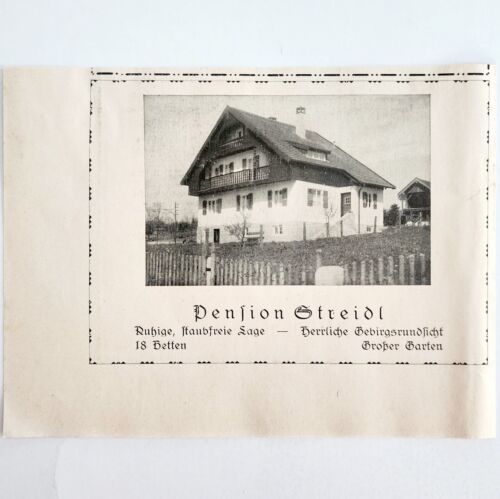 Pension Streidl
Ruhige, staubfreie Lage — Herrliche Gebirgsrundsicht
18 Betten Großer Garten